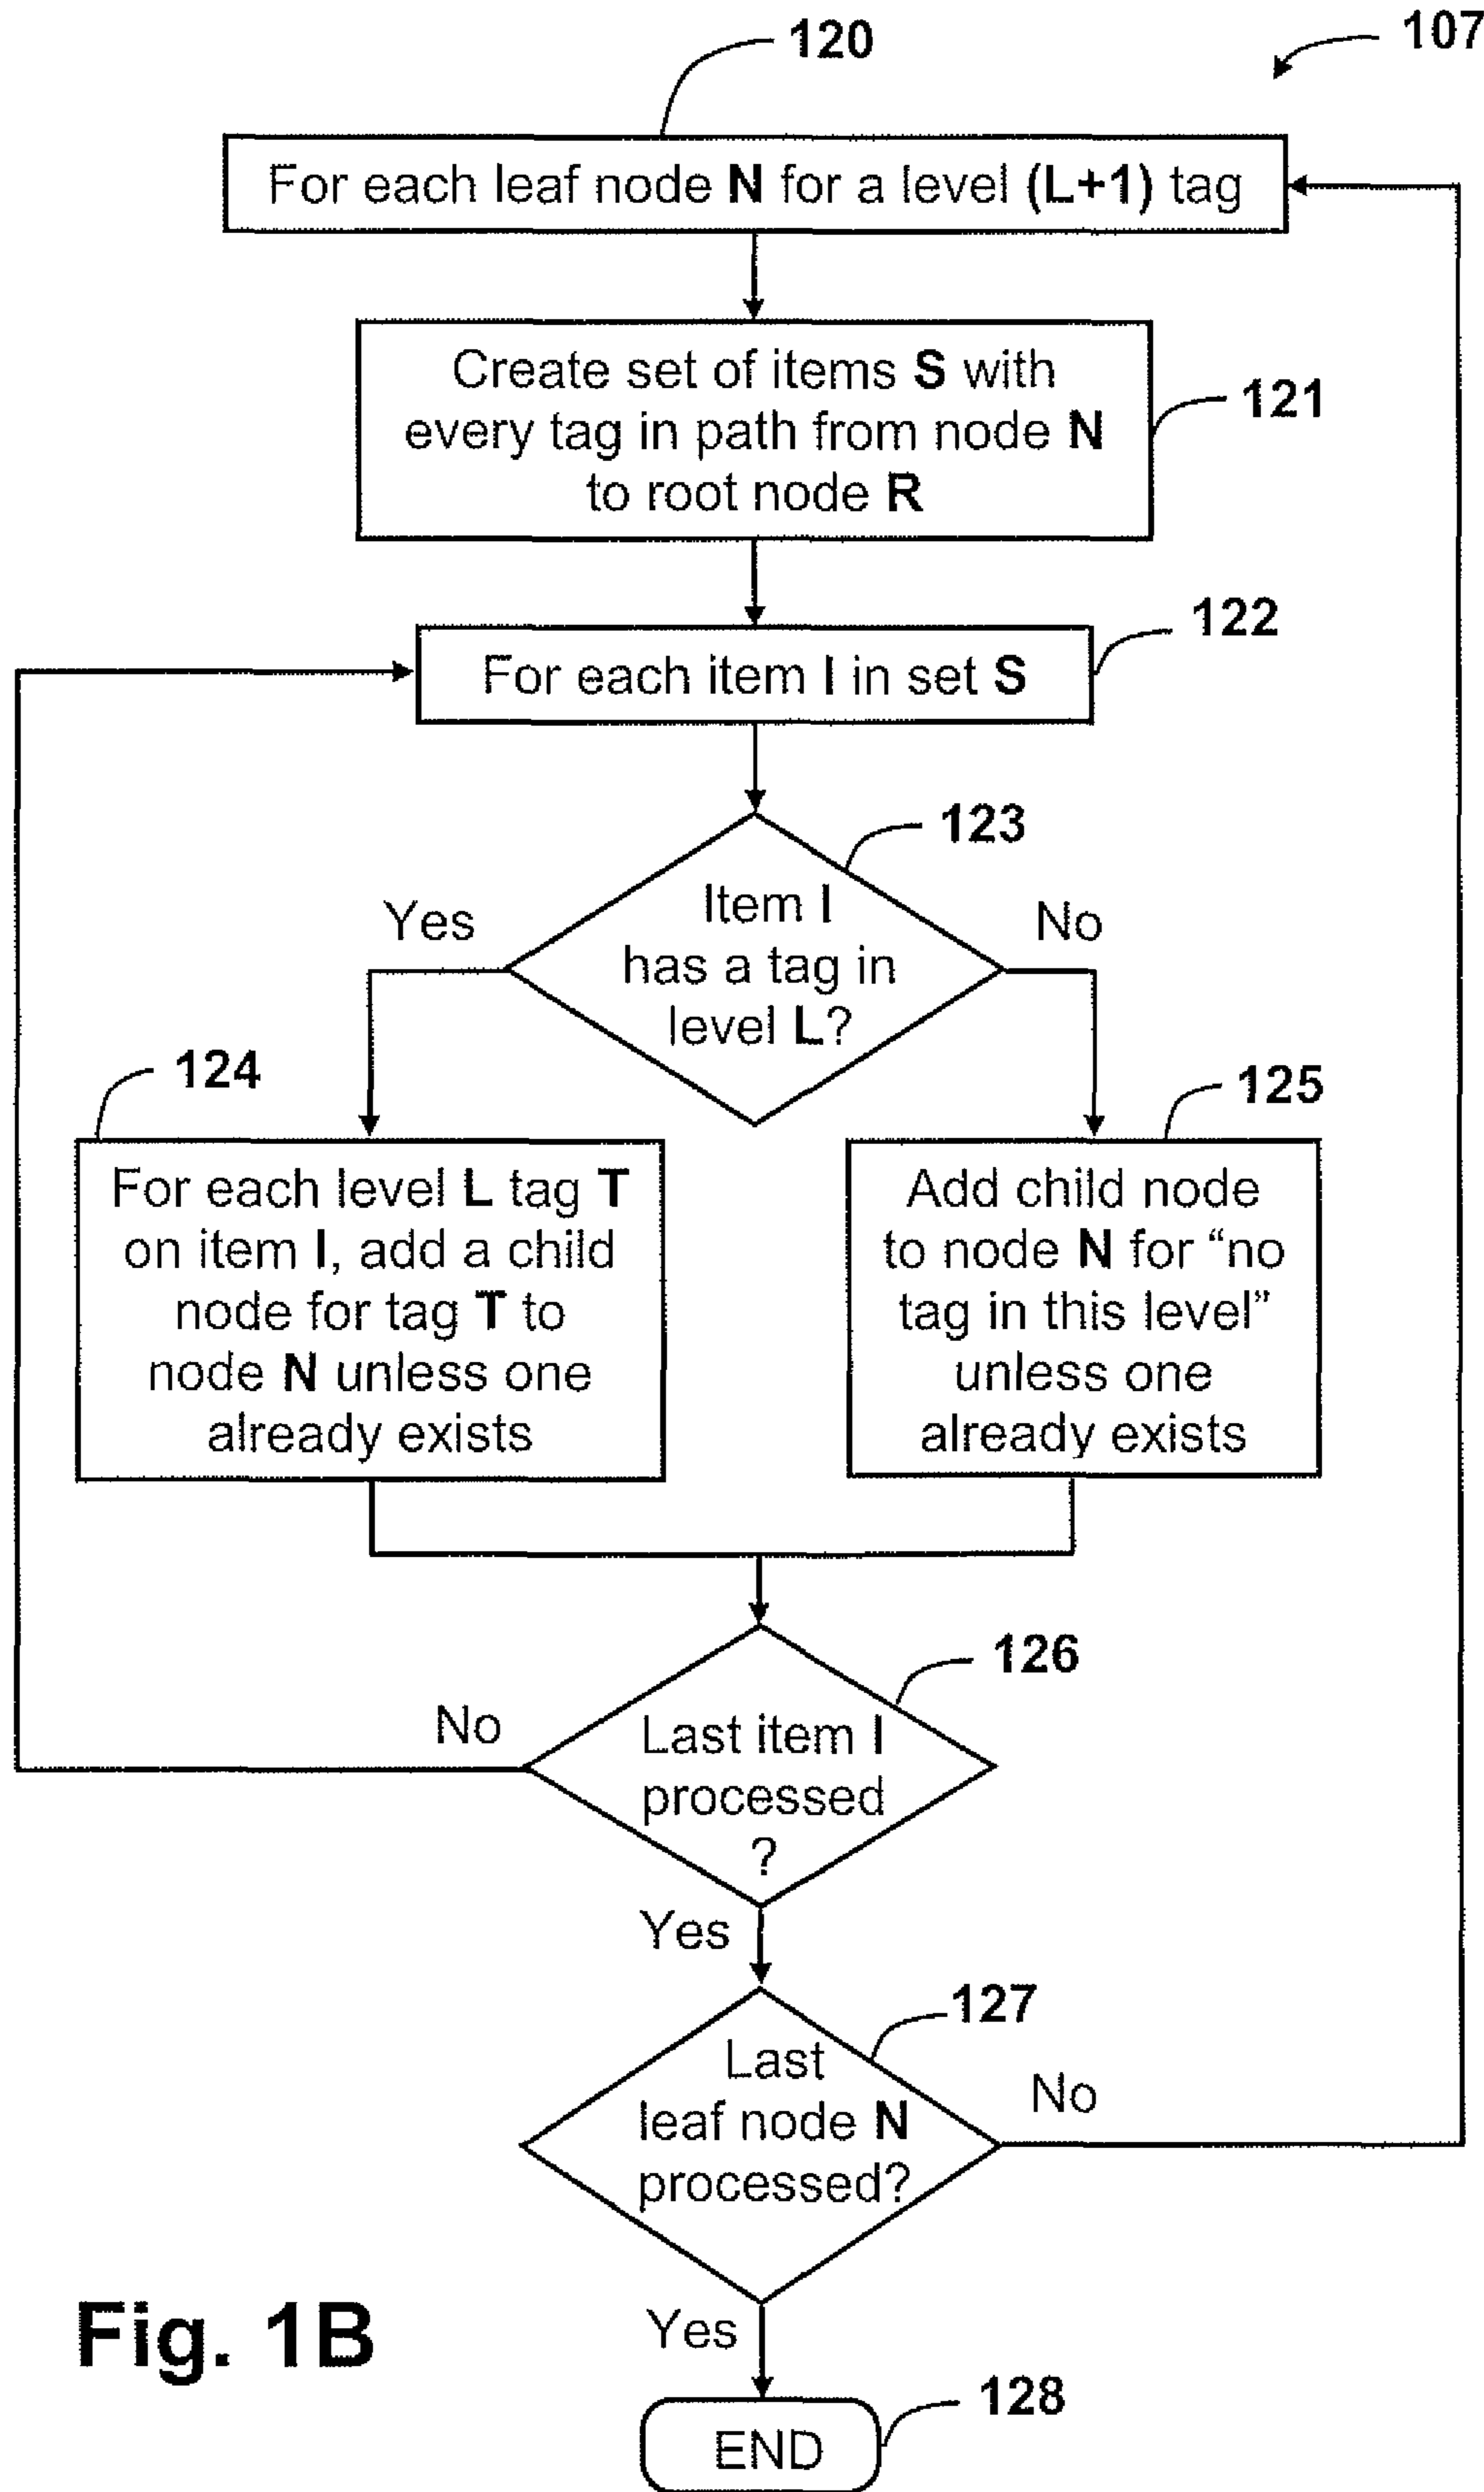 120
107
For each leaf node N for a level (L+1) tag
Create set of items S with
every tag in path from node N
to root node R
121
122
For each item I in set S
123
Item I
has a tag in
level L?
Yes
No
124
For each level L tag T
on item I, add a child
node for tag T to
node N unless one
already exists
125
Add child node
to node N for “no
tag in this level”
unless one
already exists
126
Last item I
processed
?
No
Yes
127
Last
leaf node N
processed?
No
Yes
128
END
Fig. 1B